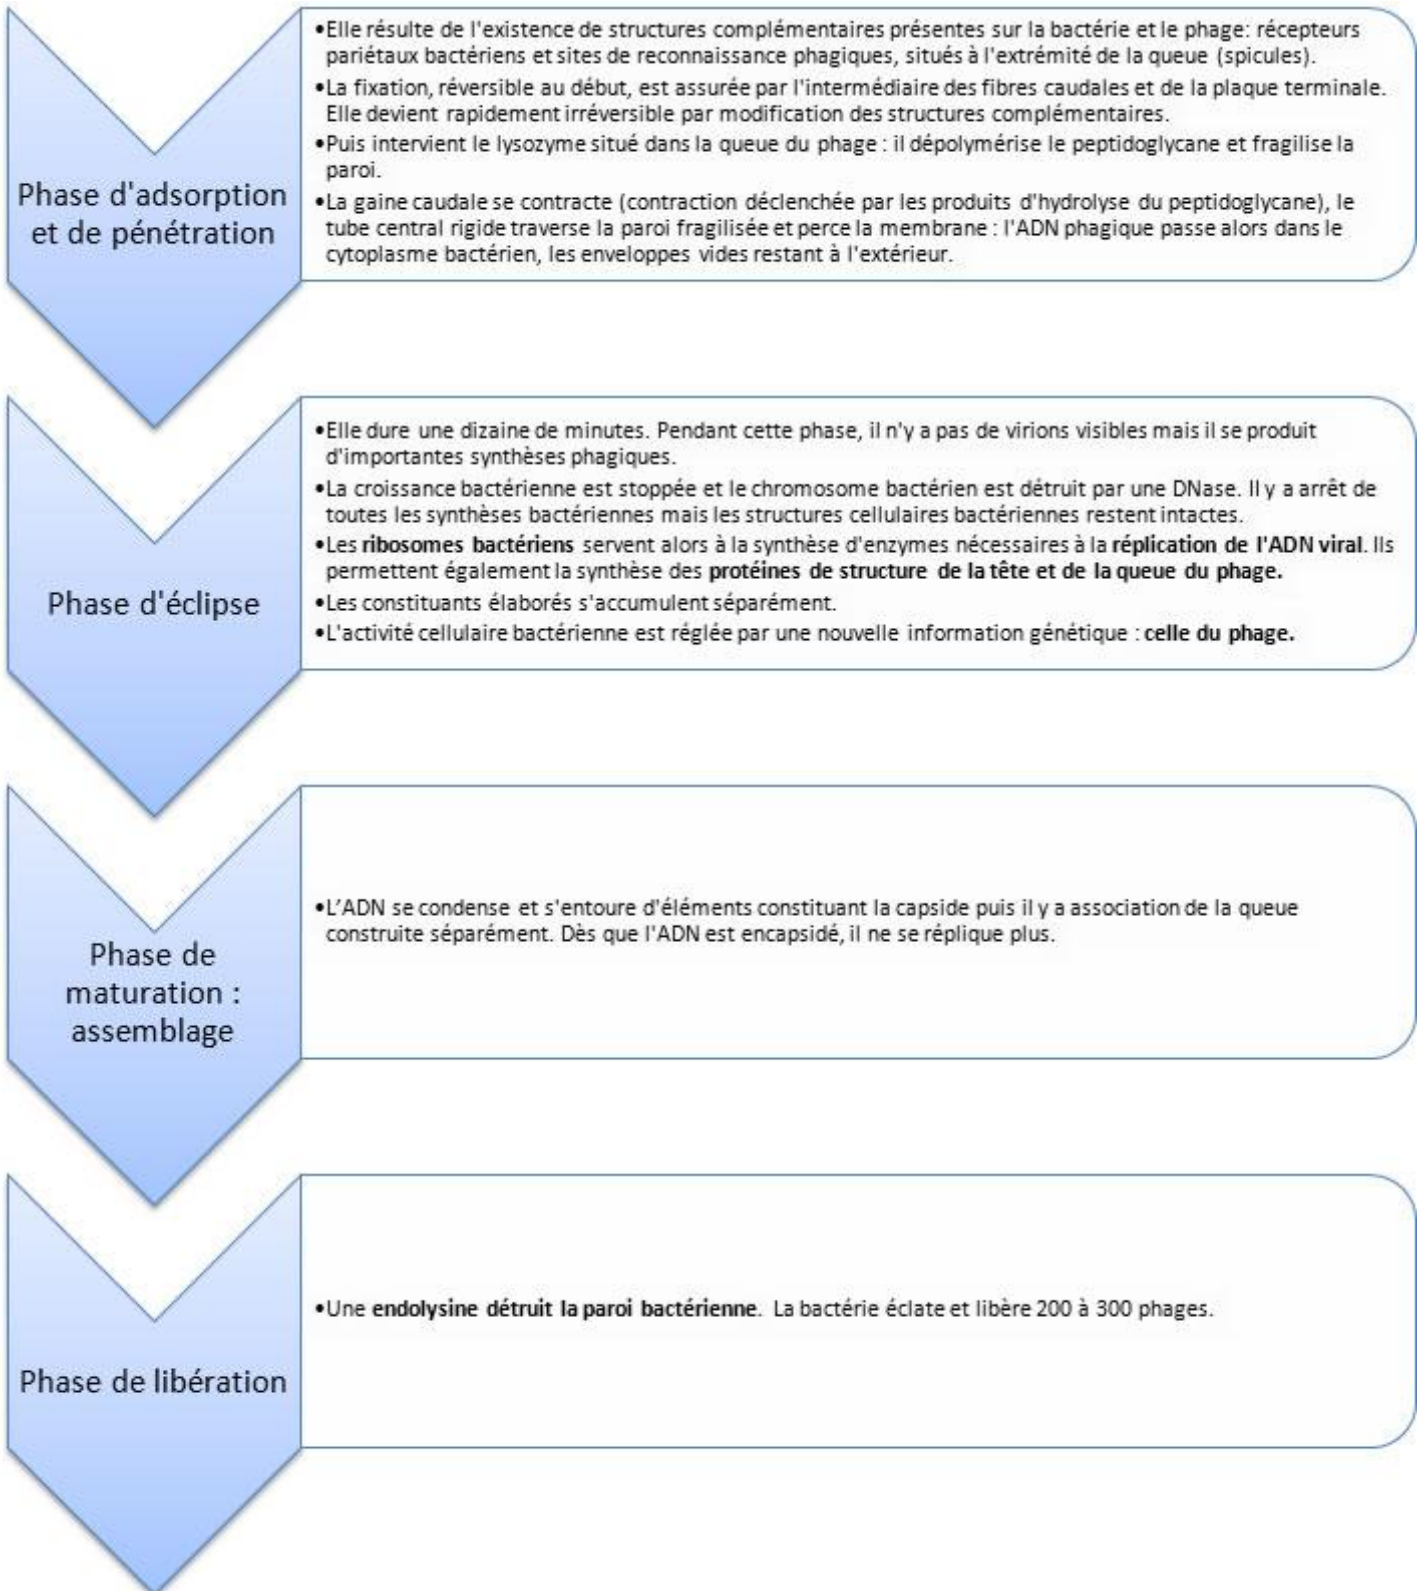 Phase d'adsorption
et de pénétration
•Elle résulte de l'existence de structures complémentaires présentes sur la bactérie et le phage: récepteurs
pariétaux bactériens et sites de reconnaissance phagiques, situés à l'extrémité de la queue (spicules).
•La fixation, réversible au début, est assurée par l'intermédiaire des fibres caudales et de la plaque terminale.
Elle devient rapidement irréversible par modification des structures complémentaires.
•Puis intervient le lysozyme situé dans la queue du phage : il dépolymérise le peptidoglycane et fragilise la
paroi.
•La gaine caudale se contracte (contraction déclenchée par les produits d'hydrolyse du peptidoglycane), le
tube central rigide traverse la paroi fragilisée et perce la membrane : l'ADN phagique passe alors dans le
cytoplasme bactérien, les enveloppes vides restant à l'extérieur.
Phase d'éclipse
•Elle dure une dizaine de minutes. Pendant cette phase, il n'y a pas de virions visibles mais il se produit
d'importantes synthèses phagiques.
•La croissance bactérienne est stoppée et le chromosome bactérien est détruit par une DNase. Il y a arrêt de
toutes les synthèses bactériennes mais les structures cellulaires bactériennes restent intactes.
•Les ribosomes bactériens servent alors à la synthèse d'enzymes nécessaires à la réplication de l'ADN viral. Ils
permettent également la synthèse des protéines de structure de la tête et de la queue du phage.
•Les constituants élaborés s'accumulent séparément.
•L'activité cellulaire bactérienne est réglée par une nouvelle information génétique : celle du phage.
Phase de
maturation :
assemblage
•L'ADN se condense et s'entoure d'éléments constituant la capside puis il y a association de la queue
construite séparément. Dès que l'ADN est encapsidé, il ne se réplique plus.
Phase de libération
•Une endolysine détruit la paroi bactérienne. La bactérie éclate et libère 200 à 300 phages.